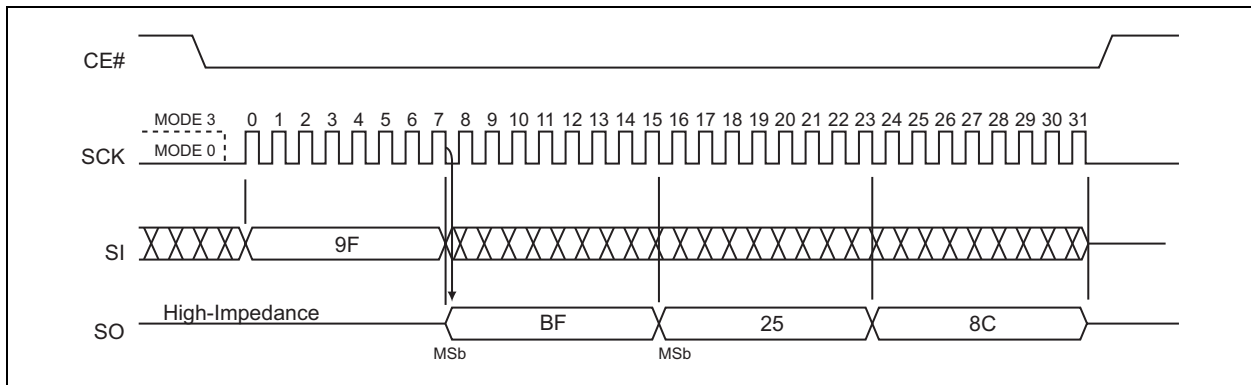 CE#
MODE 3
0 1 2 3 4 5 6 7 8 9 10 11 12 13 14 15 16 17 18 19 20 21 22 23 24 25 26 27 28 29 30 31
SCK
MODE 0
SI
9F
High-Impedance
SO
BF
25
8C
MSb
MSb